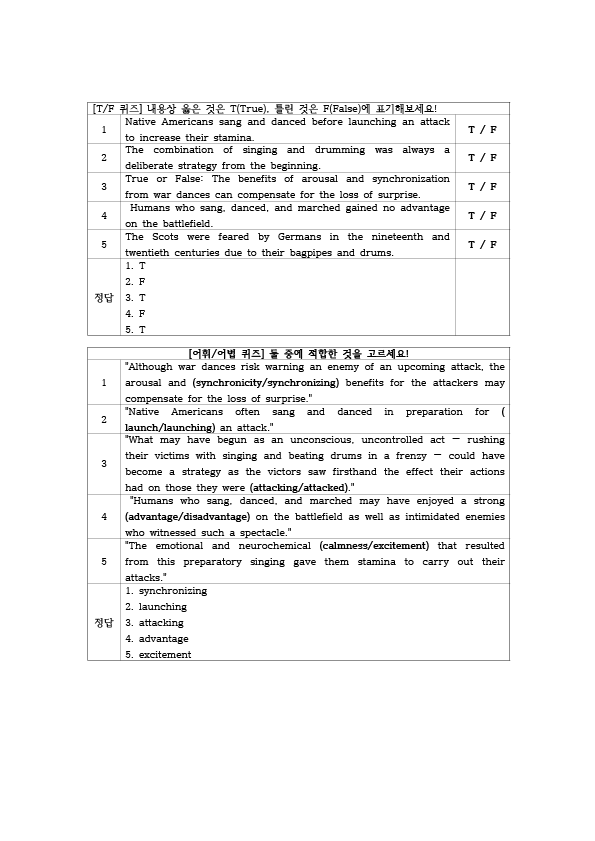 [T/F 퀴즈] 내용상 옳은 것은 T(True), 틀린 것은 F(False)에 표기해보세요!
1 Native Americans sang and danced before launching an attack T / F
to increase their stamina.
2 The combination of singing and drumming was always a T / F
deliberate strategy from the beginning.
3 True or False: The benefits of arousal and synchronization T / F
from war dances can compensate for the loss of surprise.
4 Humans who sang, danced, and marched gained no advantage T / F
on the battlefield.
5 The Scots were feared by Germans in the nineteenth and T / F
twentieth centuries due to their bagpipes and drums.
정답
1. T
2. F
3. T
4. F
5. T
[어휘/어법 퀴즈] 둘 중에 적합한 것을 고르세요!
1 "Although war dances risk warning an enemy of an upcoming attack, the
arousal and (synchronicity/synchronizing) benefits for the attackers may
compensate for the loss of surprise."
2 "Native Americans often sang and danced in preparation for (
launch/launching) an attack."
3 "What may have begun as an unconscious, uncontrolled act — rushing
their victims with singing and beating drums in a frenzy — could have
become a strategy as the victors saw firsthand the effect their actions
had on those they were (attacking/attacked)."
4 "Humans who sang, danced, and marched may have enjoyed a strong
(advantage/disadvantage) on the battlefield as well as intimidated enemies
who witnessed such a spectacle."
5 "The emotional and neurochemical (calmness/excitement) that resulted
from this preparatory singing gave them stamina to carry out their
attacks."
정답
1. synchronizing
2. launching
3. attacking
4. advantage
5. excitement